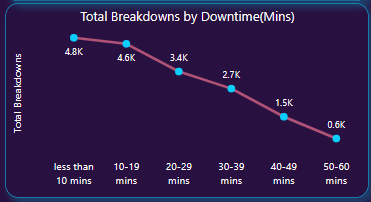 Total Breakdowns by Downtime(Mins)
Total Breakdowns
4.8K
4.6K
3.4K
2.7K
1.5K
0.6K
less than
10 mins
10-19
mins
20-29
mins
30-39
mins
40-49
mins
50-60
mins